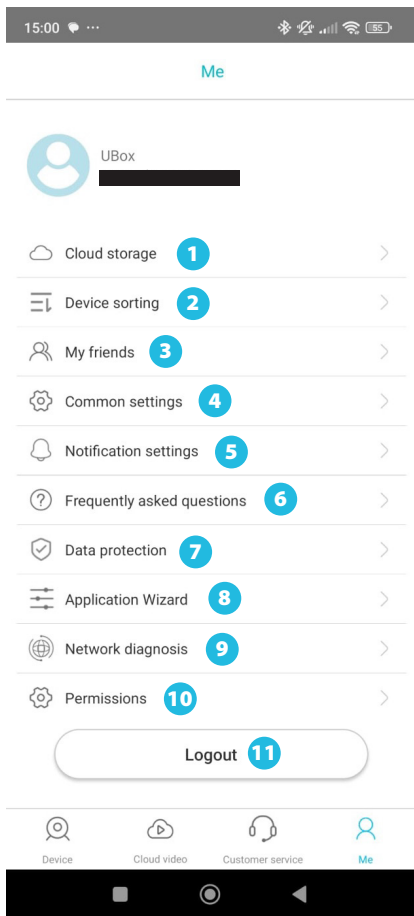 15:00 ...
55
Me
UBox
Cloud storage 1
Device sorting 2
My friends 3
Common settings 4
Notification settings 5
Frequently asked questions 6
Data protection 7
Application Wizard 8
Network diagnosis 9
Permissions 10
Logout 11
Device Cloud video Customer service Me